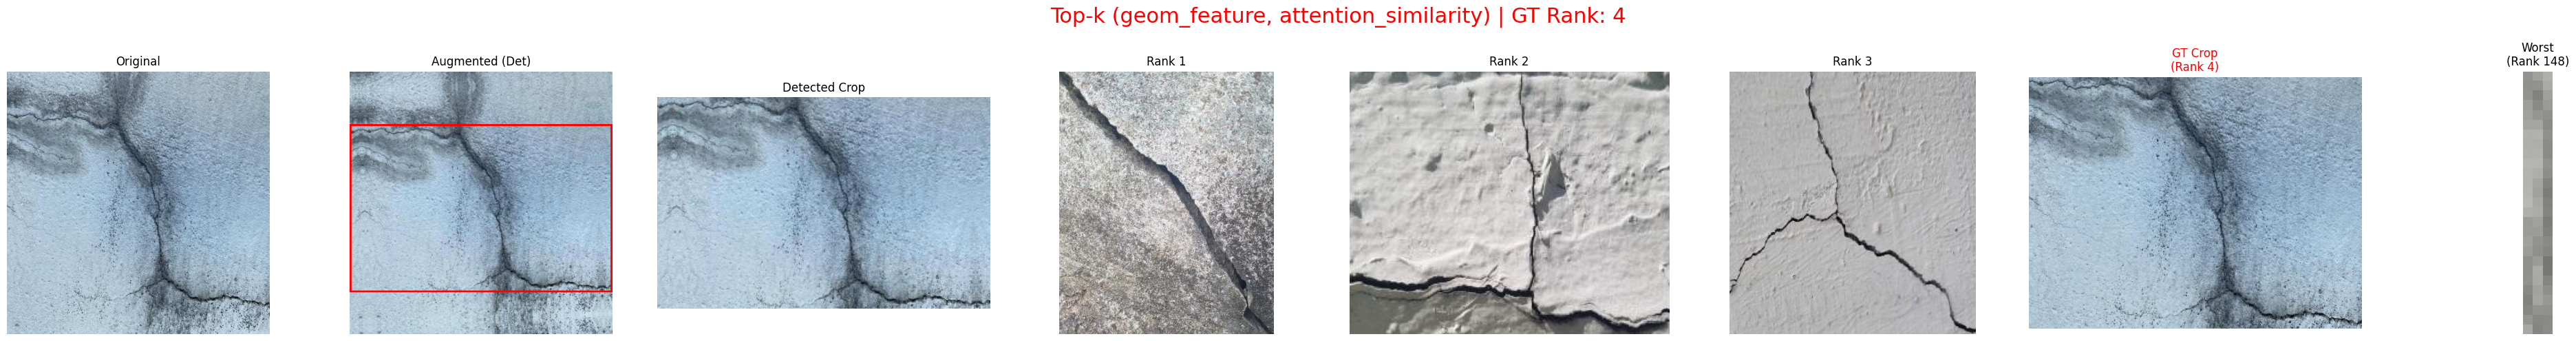 Top-k (geom_feature, attention_similarity) | GT Rank: 4
Original
Augmented (Det)
Detected Crop
Rank 1
Rank 2
Rank 3
GT Crop
(Rank 4)
Worst
(Rank 148)